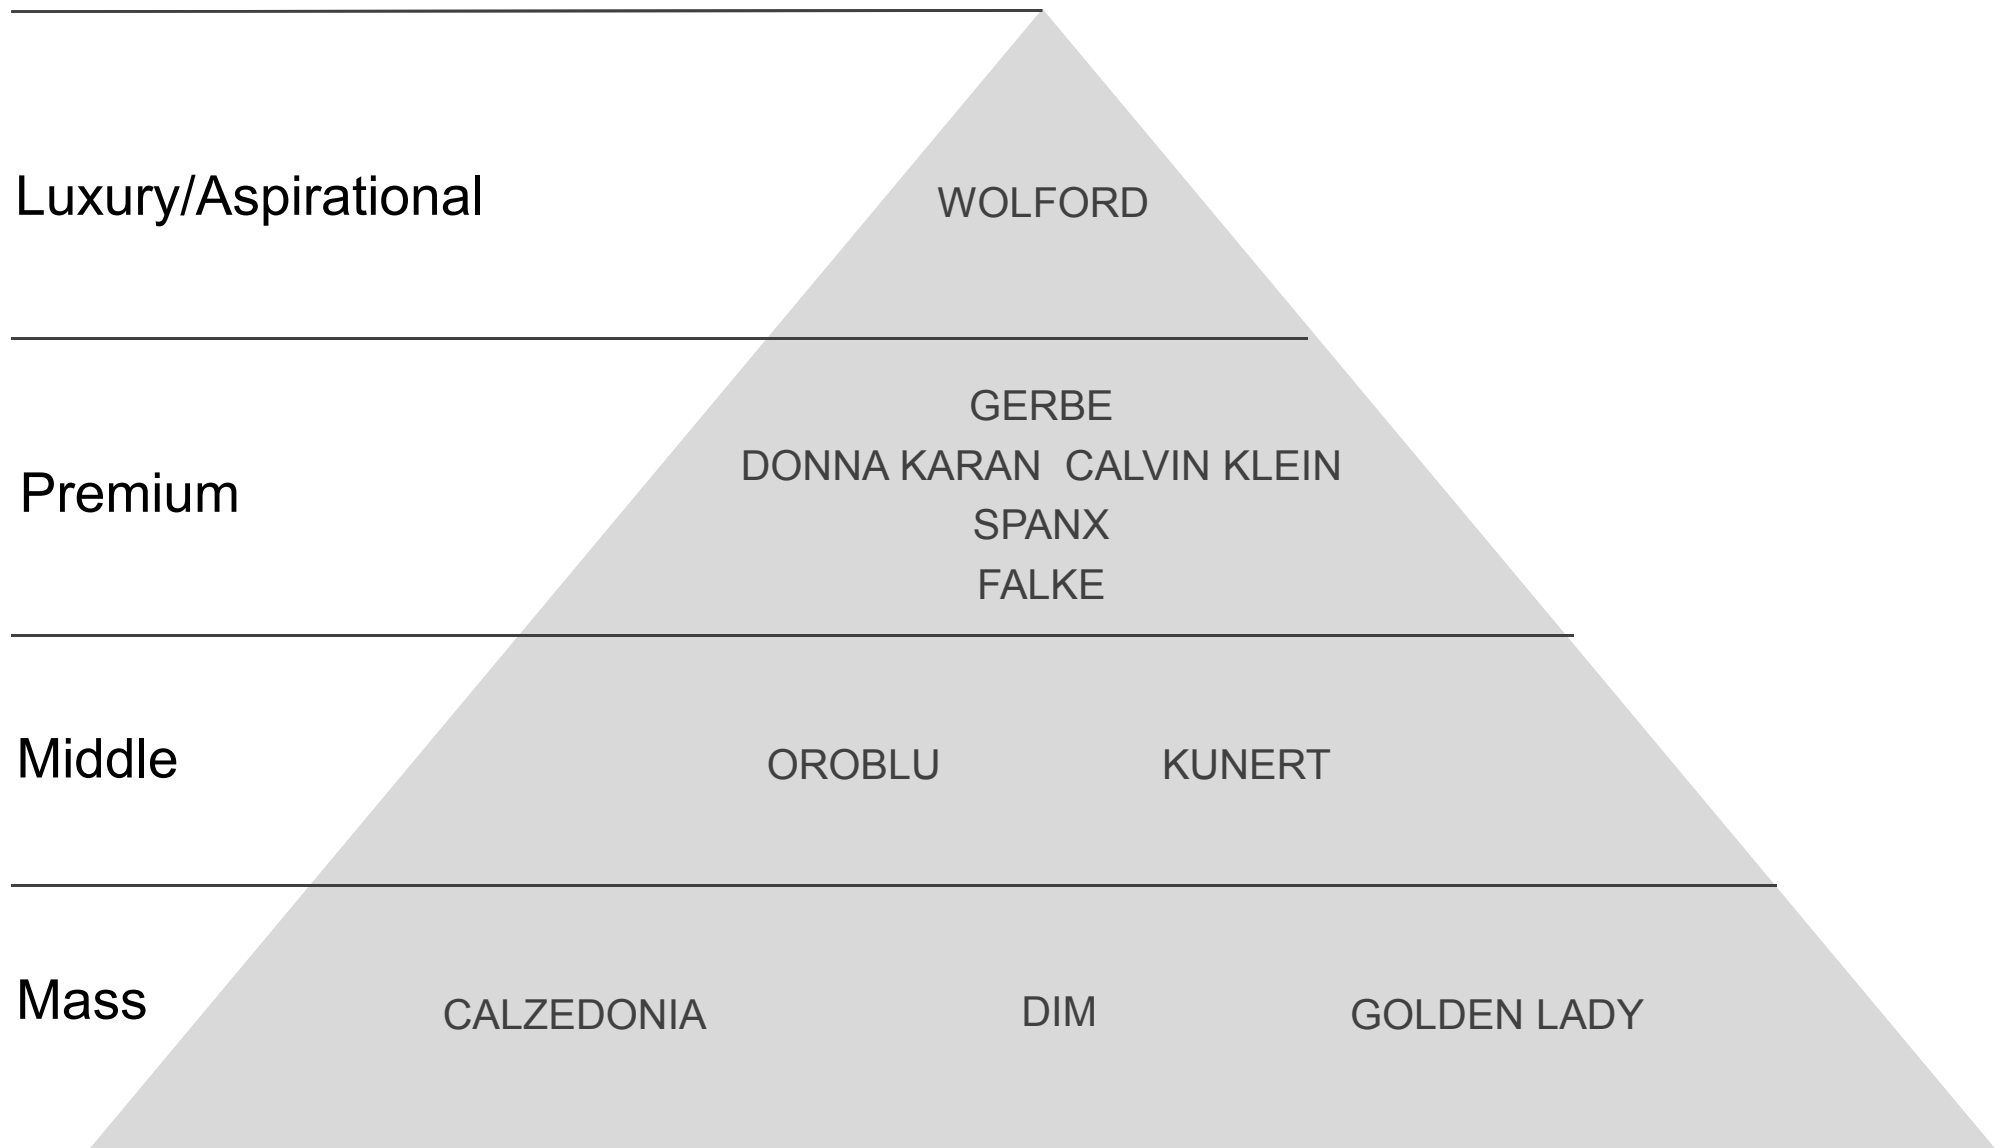 Luxury/Aspirational
WOLFORD
Premium
GERBE
DONNA KARAN  CALVIN KLEIN
SPANX
FALKE
Middle
OROBLU
KUNERT
Mass
CALZEDONIA
DIM
GOLDEN LADY